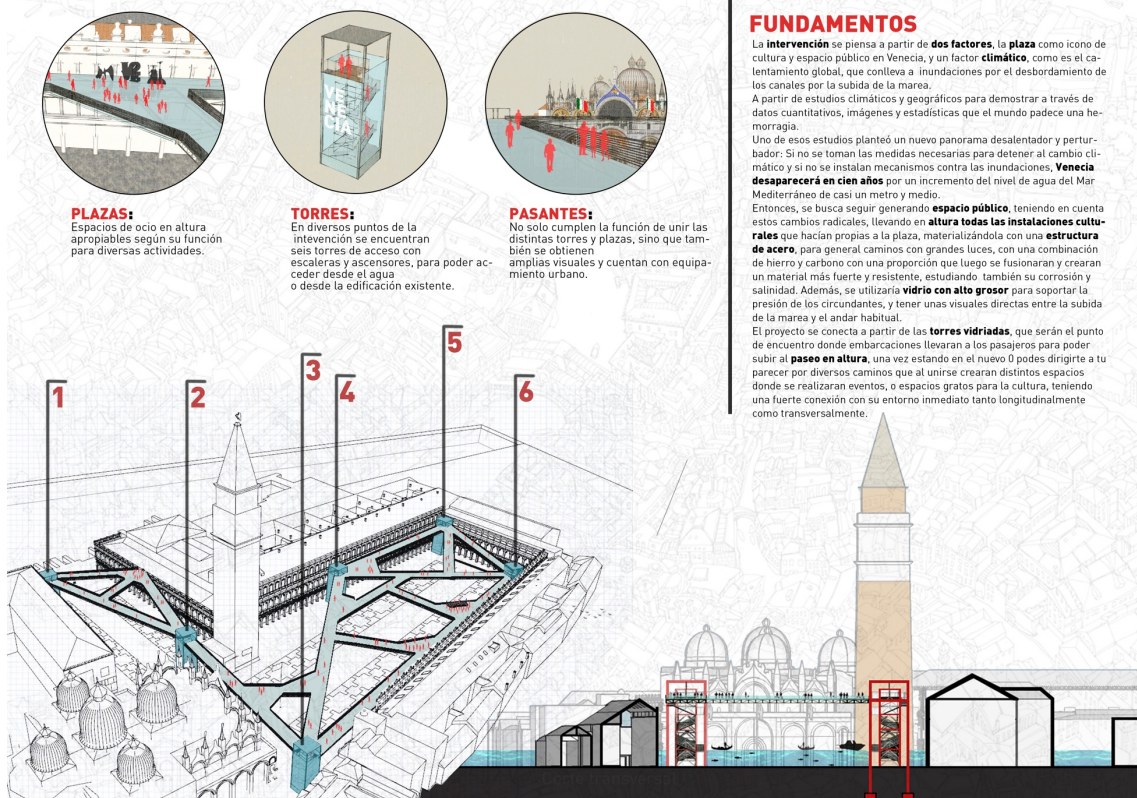 VE
NE
CIA
PLAZAS:
Espacios de ocio en altura
apropiables según su función
para diversas actividades.
TORRES:
En diversos puntos de la
intevención se encuentran
seis torres de acceso con
escaleras y ascensores, para poder ac-
ceder desde el agua
o desde la edificación existente.
PASANTES:
No solo cumplen la función de unir las
distintas torres y plazas, sino que tam-
bién se obtienen
amplias visuales y cuentan con equipa-
miento urbano.
FUNDAMENTOS
La intervención se piensa a partir de dos factores, la plaza como icono de
cultura y espacio público en Venecia, y un factor climático, como es el ca-
lentamiento global, que conlleva a inundaciones por el desbordamiento de
los canales por la subida de la marea.
A partir de estudios climáticos y geográficos para demostrar a través de
datos cuantitativos, imágenes y estadísticas que el mundo padece una he-
morragia.
Uno de esos estudios planteó un nuevo panorama desalentador y pertur-
bador: Si no se toman las medidas necesarias para detener al cambio cli-
mático y si no se instalan mecanismos contra las inundaciones, Venecia
desaparecerá en cien años por un incremento del nivel de agua del Mar
Mediterráneo de casi un metro y medio.
Entonces, se busca seguir generando espacio público, teniendo en cuenta
estos cambios radicales, llevando en altura todas las instalaciones cultu-
rales que hacían propias a la plaza, materializándola con una estructura
de acero, para general caminos con grandes luces, con una combinación
de hierro y carbono con una proporción que luego se fusionaran y crearan
un material más fuerte y resistente, estudiando también su corrosión y
salinidad. Además, se utilizaría vidrio con alto grosor para soportar la
presión de los circundantes, y tener unas visuales directas entre la subida
de la marea y el andar habitual.
El proyecto se conecta a partir de las torres vidriadas, que serán el punto
de encuentro donde embarcaciones llevaran a los pasajeros para poder
subir al paseo en altura, una vez estando en el nuevo 0 podes dirigirte a tu
parecer por diversos caminos que al unirse crearan distintos espacios
donde se realizaran eventos, o espacios gratos para la cultura, teniendo
una fuerte conexión con su entorno inmediato tanto longitudinalmente
como transversalmente.
1
2
3
4
5
6